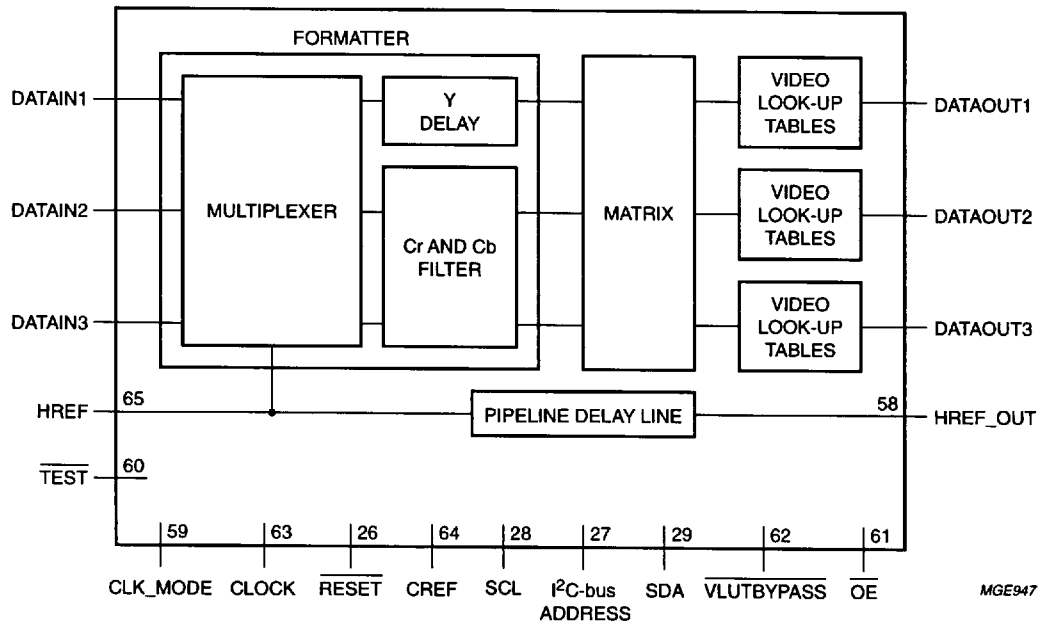 FORMATTER
DATAIN1
DATAIN2
DATAIN3
MULTIPLEXER
Y
DELAY
Cr AND Cb
FILTER
MATRIX
VIDEO
LOOK-UP
TABLES
VIDEO
LOOK-UP
TABLES
VIDEO
LOOK-UP
TABLES
DATAOUT1
DATAOUT2
DATAOUT3
HREF
65
PIPELINE DELAY LINE
58
HREF_OUT
TEST
60
59
63
26
64
28
27
29
62
61
CLK_MODE
CLOCK
RESET
CREF
SCL
I²C-bus
ADDRESS
SDA
VLUTBYPASS
OE
MGE947